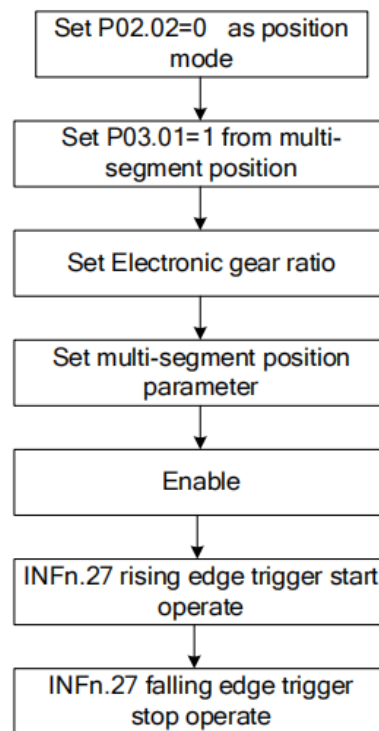 Set P02.02=0 as position
mode
Set P03.01=1 from multi-
segment position
Set Electronic gear ratio
Set multi-segment position
parameter
Enable
INFn.27 rising edge trigger start
operate
INFn.27 falling edge trigger
stop operate